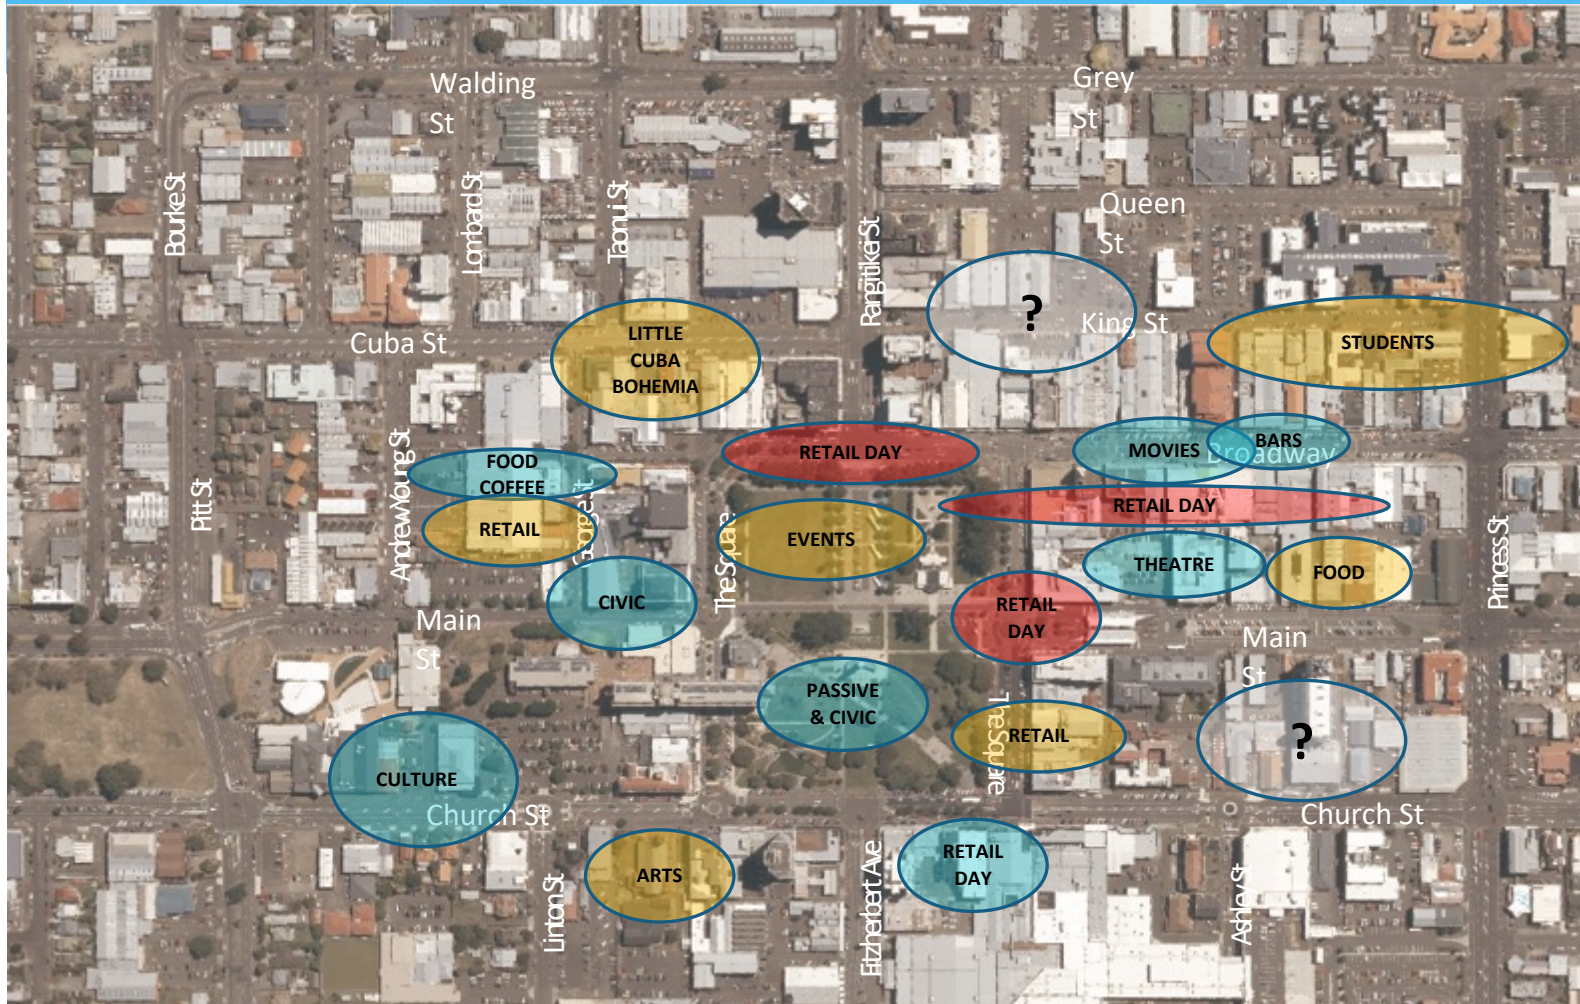 Walding
St
Grey
St
Bourke St
Lombard St
Taonui St
Rangitikei St
Queen
St
Cuba St
LITTLE
CUBA
BOHEMIA
?
King St
STUDENTS
Pitt St
Andrew Young St
FOOD
COFFEE
RETAIL
George St
CIVIC
RETAIL DAY
EVENTS
The Square
MOVIES
BARS
Broadway
RETAIL DAY
THEATRE
FOOD
Princess St
Main
St
RETAIL
DAY
Main
St
PASSIVE
& CIVIC
The Square
RETAIL
?
CULTURE
Church St
Church St
Linton St
ARTS
Fitzherbert Ave
RETAIL
DAY
Ashley St